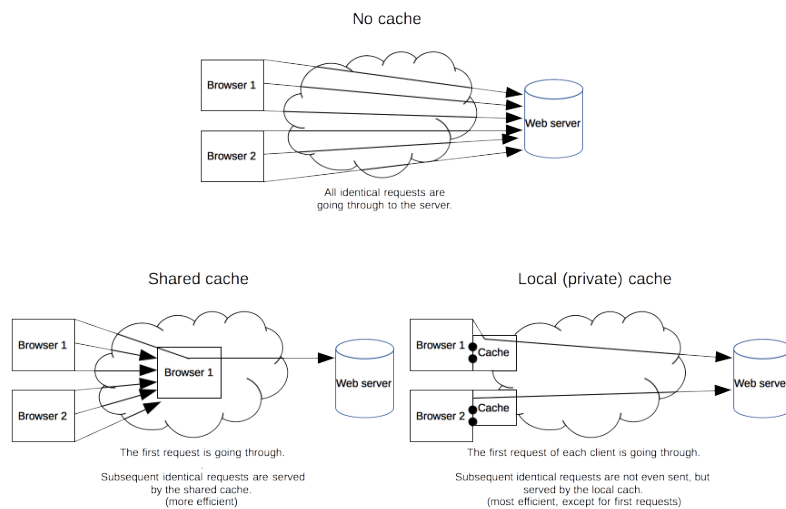 No cache
Browser 1
Browser 2
Web server
All identical requests are
going through to the server.
Shared cache
Browser 1
Browser 2
Browser 1
Web server
The first request is going through.
Subsequent identical requests are served
by the shared cache.
(more efficient)
Local (private) cache
Browser 1
Cache
Browser 2
Cache
Web serve
The first request of each client is going through.
Subsequent identical requests are not even sent, but
served by the local cach.
(most efficient, except for first requests)